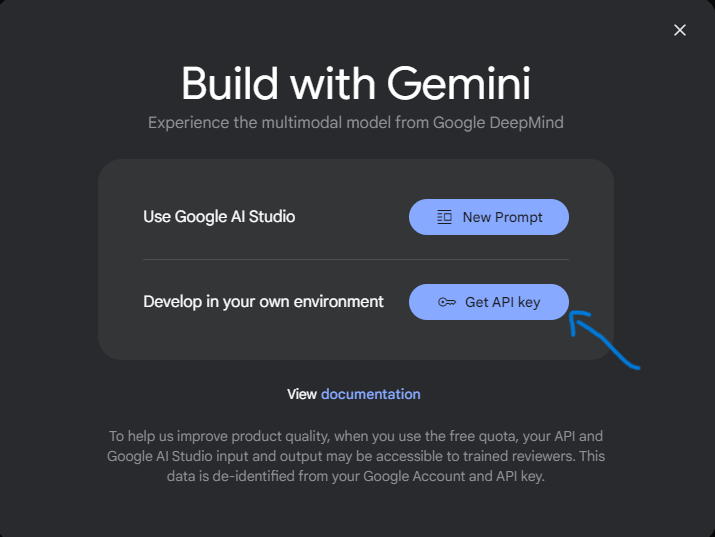 Build with Gemini
Experience the multimodal model from Google DeepMind
Use Google AI Studio
New Prompt
Develop in your own environment
Get API key
View documentation
To help us improve product quality, when you use the free quota, your API and
Google AI Studio input and output may be accessible to trained reviewers. This
data is de-identified from your Google Account and API key.